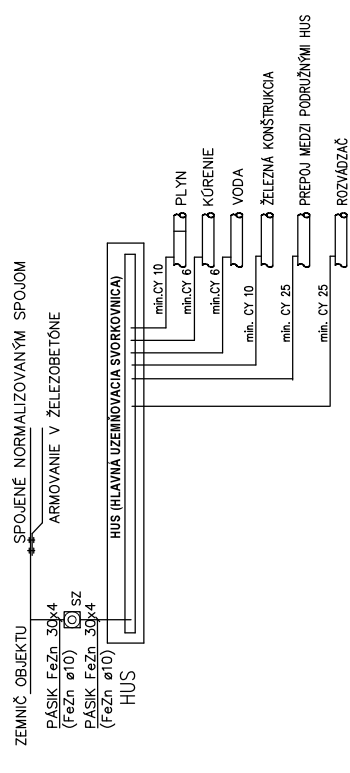 ZEMNIČ OBJEKTU
SPOJENÉ NORMALIZOVANÝM SPOJOM
ARMOVANIE V ŽELEZOBETÓNE
PÁSIK FeZn 30x4
(FeZn ø10)
SZ
PÁSIK FeZn 30x4
(FeZn ø10)
HUS
HUS (HLAVNÁ UZEMŇOVACIA SVORKOVNICA)
min.CY 10
PLYN
min.CY 6
KÚRENIE
min.CY 6
VODA
min. CY 10
ŽELEZNÁ KONŠTRUKCIA
min. CY 25
PREPOJ MEDZI PODRUŽNÝMI HUS
min. CY 25
ROZVÁDZAČ